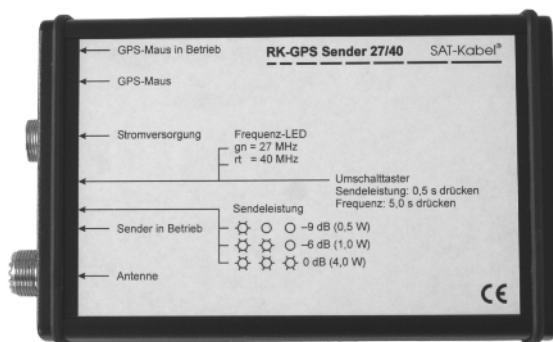 GPS-Maus in Betrieb
RK-GPS Sender 27/40 SAT-Kabel®
GPS-Maus
Stromversorgung
Frequenz-LED
gn = 27 MHz
rt = 40 MHz
Umschalttaster
Sendeleistung: 0,5 s drücken
Frequenz: 5,0 s drücken
Sendeleistung
Sender in Betrieb
–9 dB (0,5 W)
–6 dB (1,0 W)
0 dB (4,0 W)
Antenne
CE